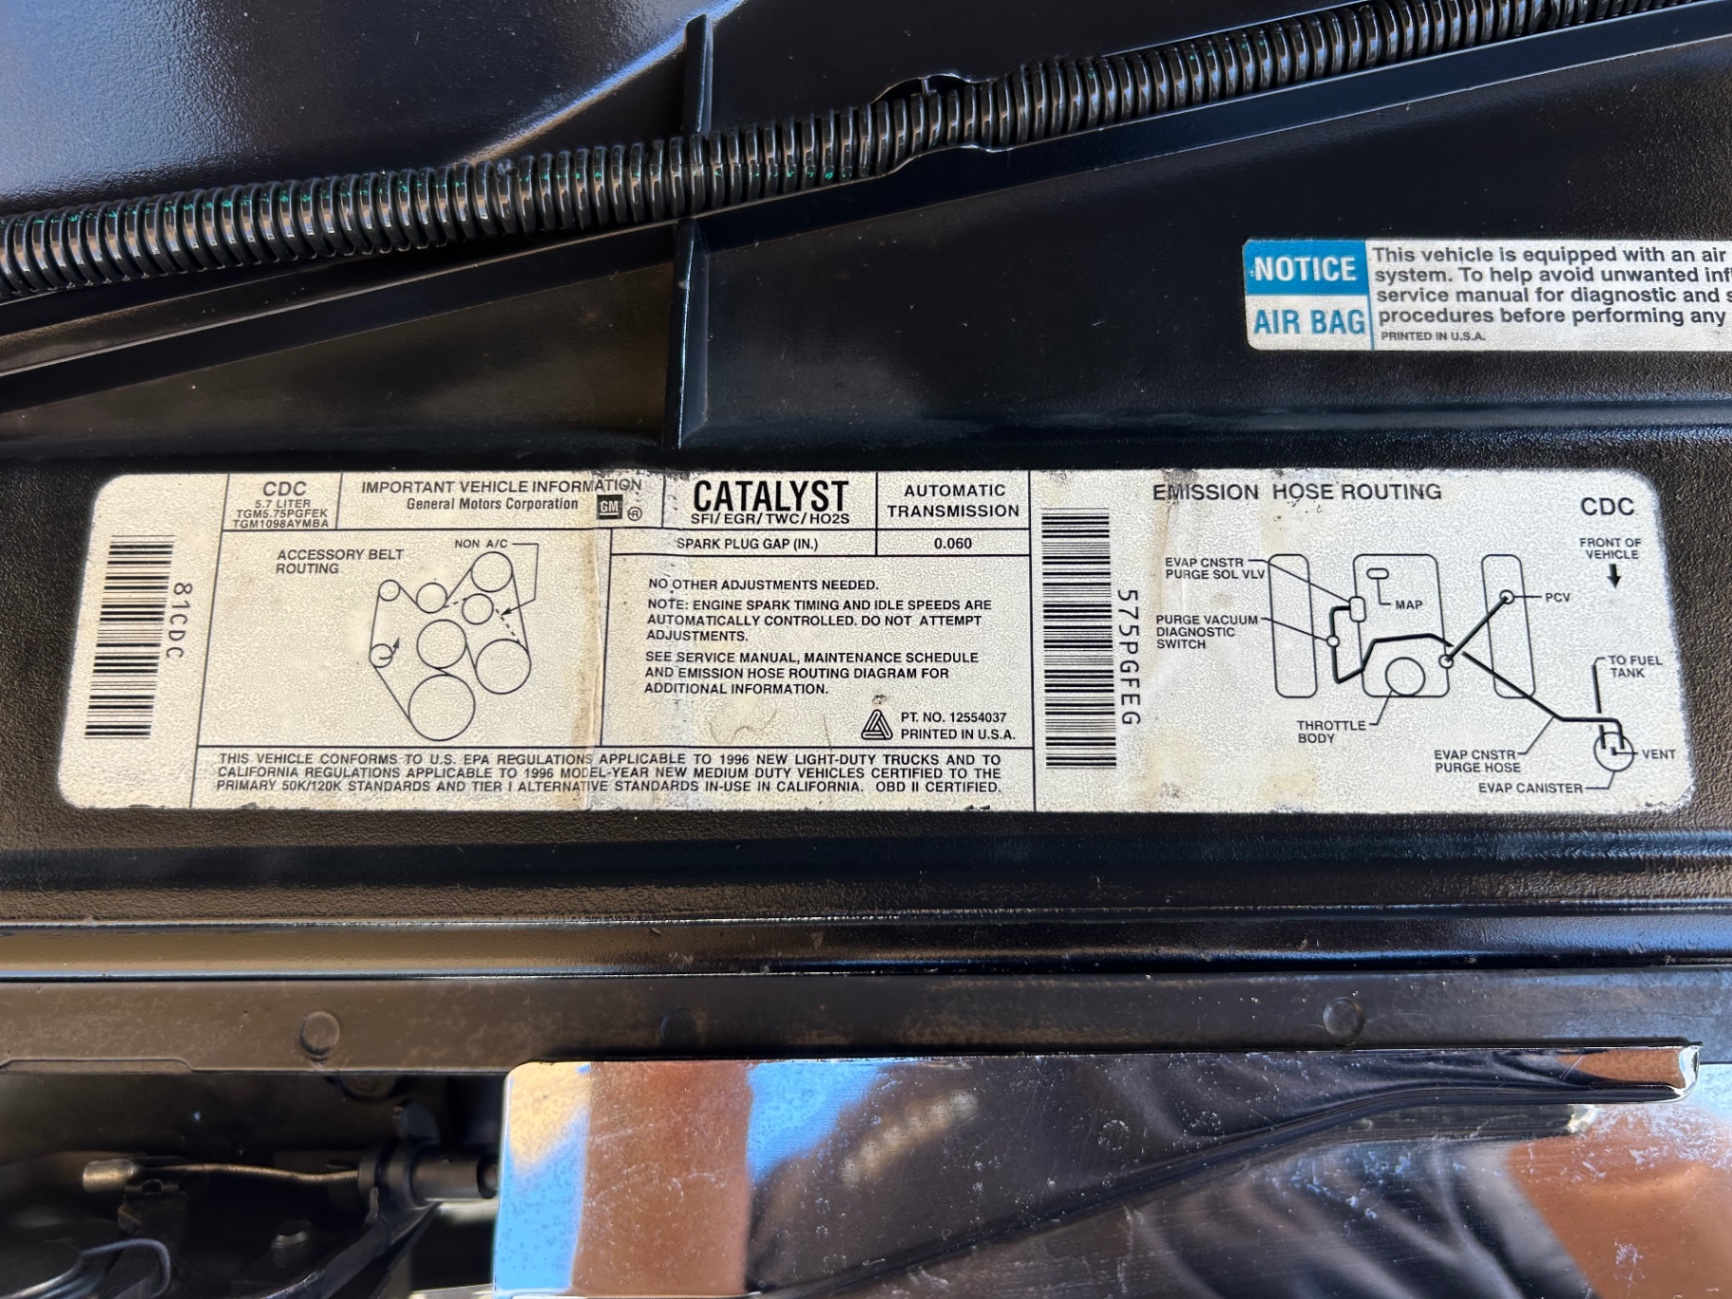 NOTICE
AIR BAG
This vehicle is equipped with an air
system. To help avoid unwanted
service manual for diagnostic and
procedures before performing any
PRINTED IN U.S.A.
81CDC
CDC
5.7 LITER
TGM5.75PGFEK
TGM1098AYMBA
IMPORTANT VEHICLE INFORMATION
General Motors Corporation
GM ®
CATALYST
SFI/EGR/TWC/HO2S
AUTOMATIC
TRANSMISSION
SPARK PLUG GAP (IN.)
0.060
ACCESSORY BELT
ROUTING
NON A/C
NO OTHER ADJUSTMENTS NEEDED.
NOTE: ENGINE SPARK TIMING AND IDLE SPEEDS ARE
AUTOMATICALLY CONTROLLED. DO NOT ATTEMPT
ADJUSTMENTS.
SEE SERVICE MANUAL, MAINTENANCE SCHEDULE
AND EMISSION HOSE ROUTING DIAGRAM FOR
ADDITIONAL INFORMATION.
PT. NO. 12554037
PRINTED IN U.S.A.
THIS VEHICLE CONFORMS TO U.S. EPA REGULATIONS APPLICABLE TO 1996 NEW LIGHT-DUTY TRUCKS AND TO
CALIFORNIA REGULATIONS APPLICABLE TO 1996 MODEL-YEAR NEW MEDIUM DUTY VEHICLES CERTIFIED TO THE
PRIMARY 50K/120K STANDARDS AND TIER I ALTERNATIVE STANDARDS IN-USE IN CALIFORNIA. OBD II CERTIFIED.
575PGFEG
EMISSION HOSE ROUTING
CDC
FRONT OF
VEHICLE
EVAP CNSTR
PURGE SOL VLV
MAP
PCV
PURGE VACUUM
DIAGNOSTIC
SWITCH
TO FUEL
TANK
THROTTLE
BODY
EVAP CNSTR
PURGE HOSE
VENT
EVAP CANISTER